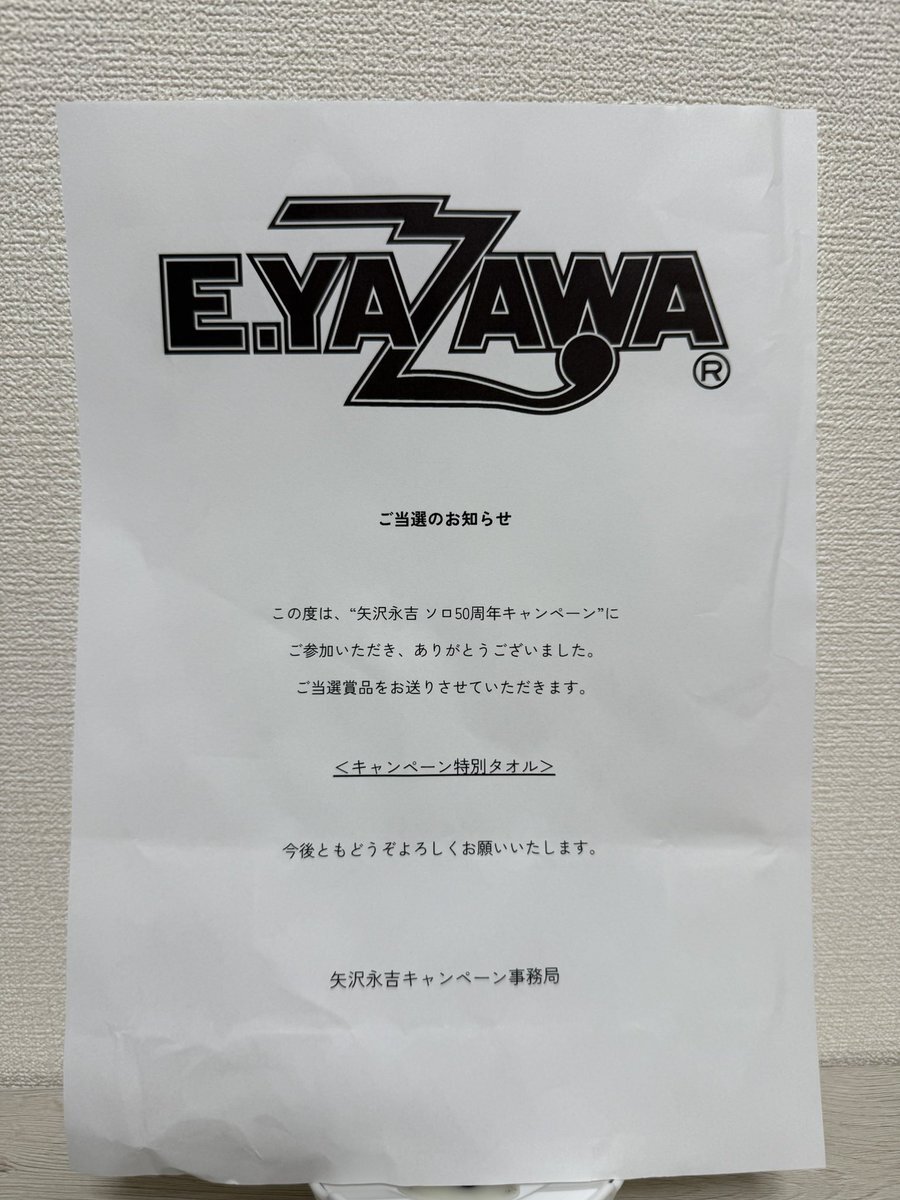 E.YAZAWA
®
ご当選のお知らせ
この度は、“矢沢永吉 ソロ50周年キャンペーン”に
ご参加いただき、ありがとうございました。
ご当選賞品をお送りさせていただきます。
＜キャンペーン特別タオル＞
今後ともどうぞよろしくお願いいたします。
矢沢永吉キャンペーン事務局